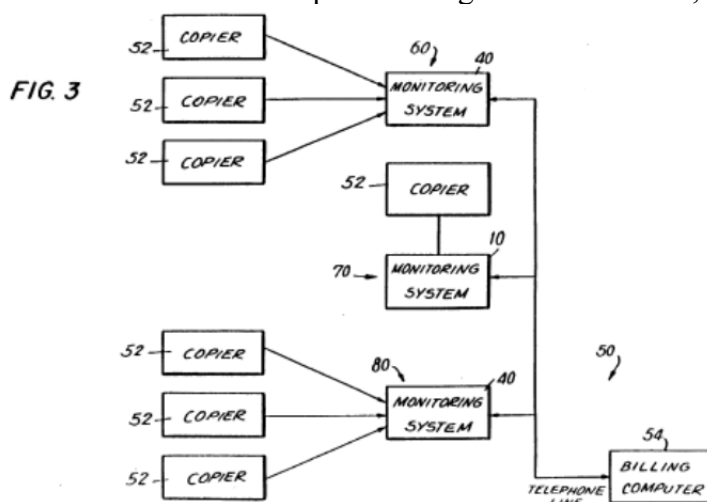 FIG. 3
52 COPIER
52 COPIER
52 COPIER
60
40
MONITORING
SYSTEM
52 COPIER
10
70 MONITORING
SYSTEM
52 COPIER
52 COPIER
52 COPIER
80
40
MONITORING
SYSTEM
50
54
BILLING
COMPUTER
TELEPHONE
LINE